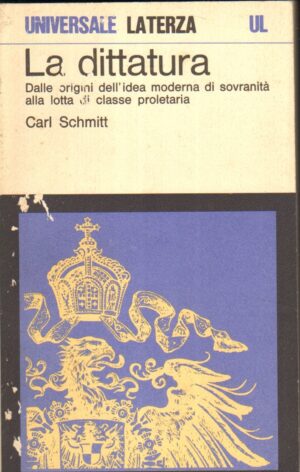 UNIVERSALE LATERZA UL
La dittatura
Dalle origini dell'idea moderna di sovranità
alla lotta di classe proletaria
Carl Schmitt